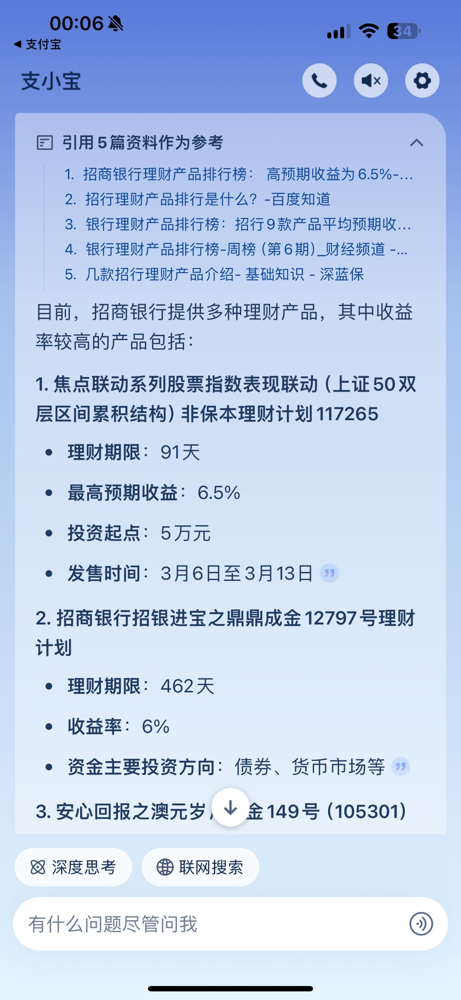 00:06
34
◀ 支付宝
支小宝
引用5篇资料作为参考
1. 招商银行理财产品排行榜： 高预期收益为6.5%-...
2. 招行理财产品排行是什么？-百度知道
3. 银行理财产品排行榜：招行9款产品平均预期收...
4. 银行理财产品排行榜-周榜（第6期）_财经频道 -...
5. 几款招行理财产品介绍- 基础知识 - 深蓝保
目前，招商银行提供多种理财产品，其中收益
率较高的产品包括：
1. 焦点联动系列股票指数表现联动（上证50双
层区间累积结构）非保本理财计划117265
• 理财期限：91天
• 最高预期收益：6.5%
• 投资起点：5万元
• 发售时间：3月6日至3月13日
2. 招商银行招银进宝之鼎鼎成金12797号理财
计划
• 理财期限：462天
• 收益率：6%
• 资金主要投资方向：债券、货币市场等
3. 安心回报之澳元岁 金149号（105301）
深度思考
联网搜索
有什么问题尽管问我